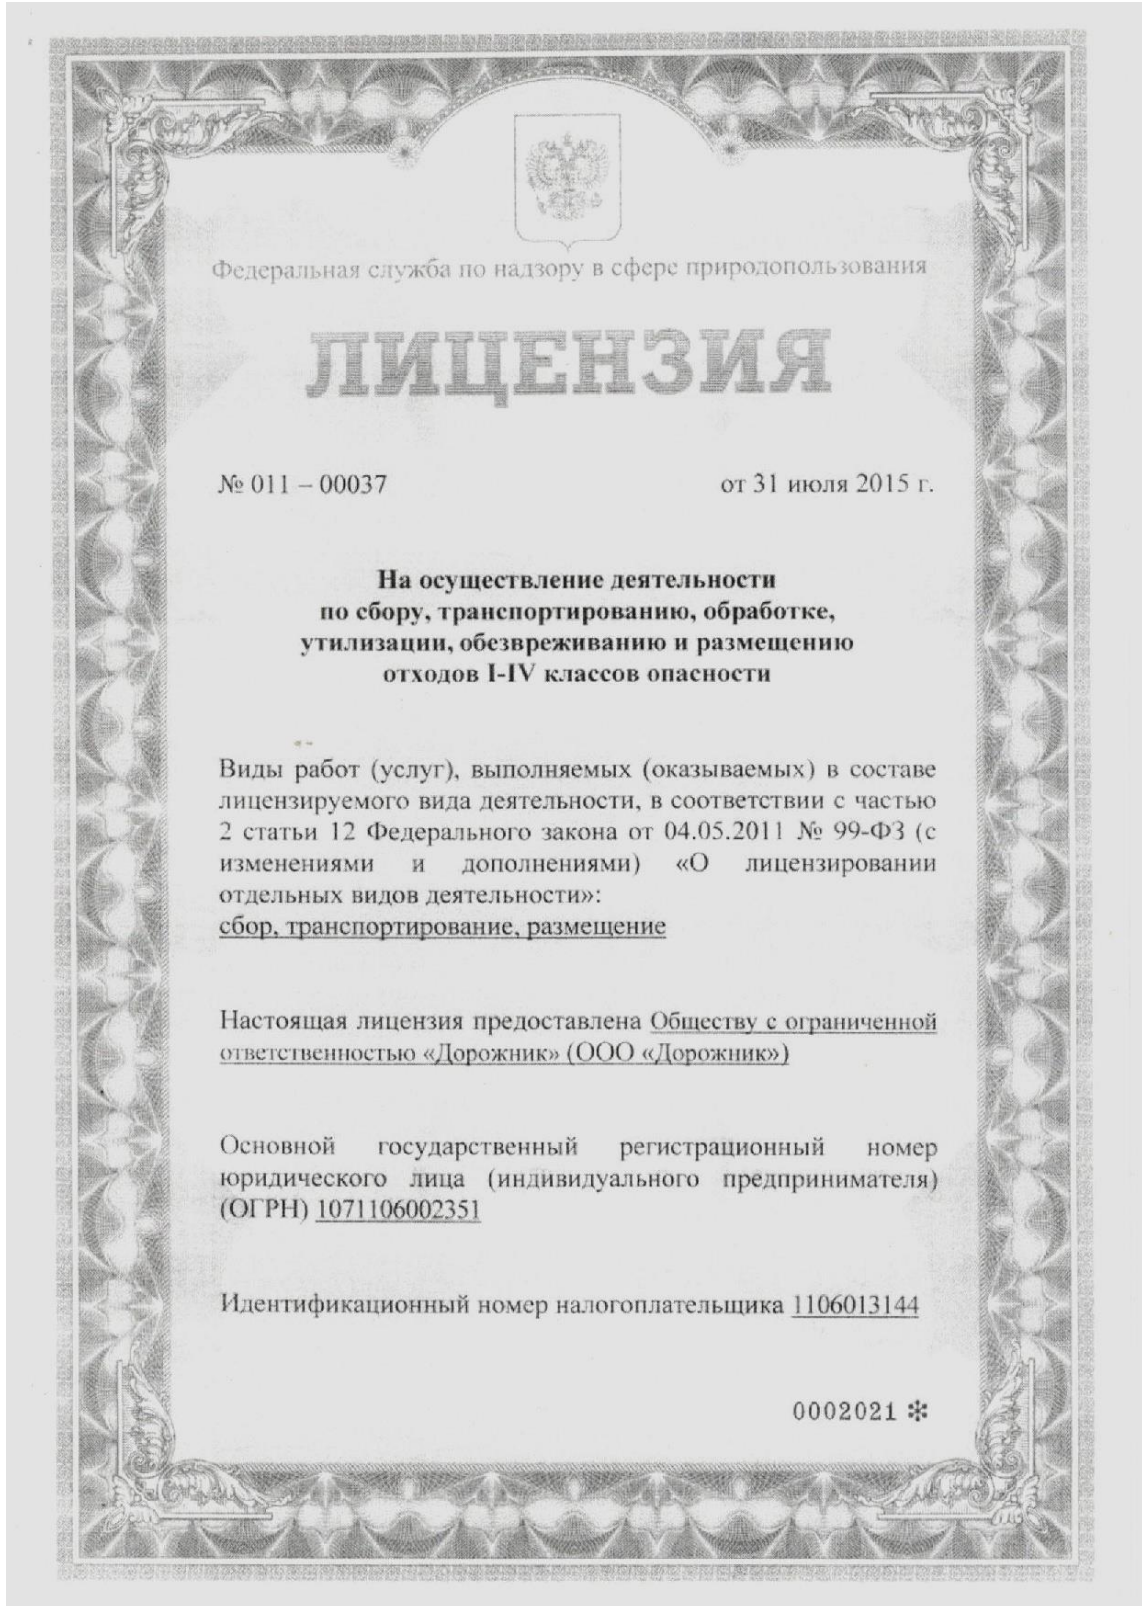 Федеральная служба по надзору в сфере природопользования
ЛИЦЕНЗИЯ
№ 011 – 00037 от 31 июля 2015 г.
На осуществление деятельности
по сбору, транспортированию, обработке,
утилизации, обезвреживанию и размещению
отходов I-IV классов опасности
Виды работ (услуг), выполняемых (оказываемых) в составе
лицензируемого вида деятельности, в соответствии с частью
2 статьи 12 Федерального закона от 04.05.2011 № 99-ФЗ (с
изменениями и дополнениями) «О лицензировании
отдельных видов деятельности»:
сбор, транспортирование, размещение
Настоящая лицензия предоставлена Обществу с ограниченной
ответственностью «Дорожник» (ООО «Дорожник»)
Основной государственный регистрационный номер
юридического лица (индивидуального предпринимателя)
(ОГРН) 1071106002351
Идентификационный номер налогоплательщика 1106013144
0002021 ✻